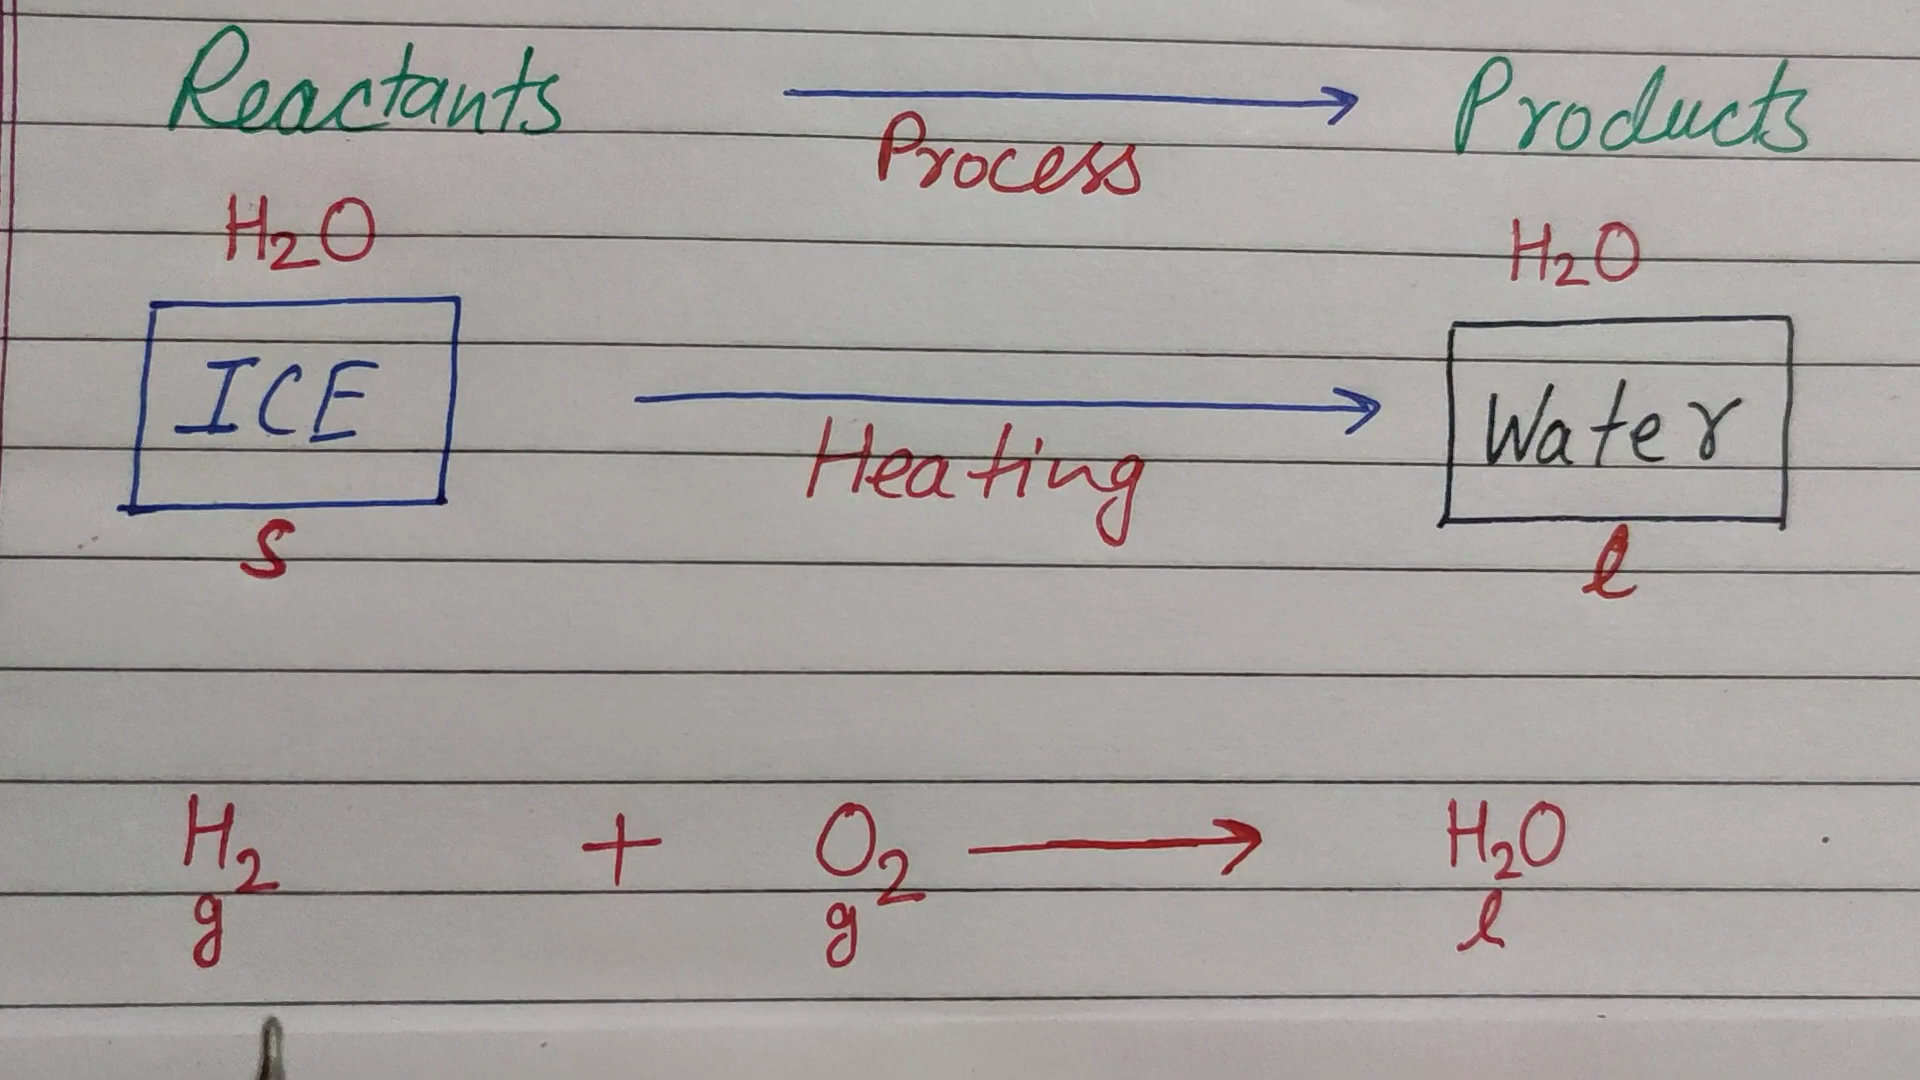 Reactants → Products
Process
H₂O H₂O
ICE → Water
Heating
s l
H₂ + O₂ → H₂O
g g l